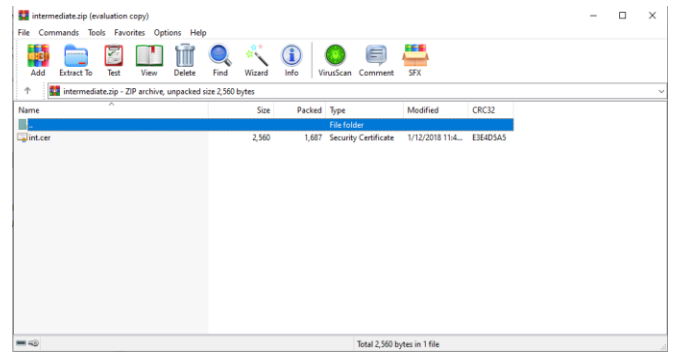 intermediate.zip (evaluation copy)
File Commands Tools Favorites Options Help
Add Extract To Test View Delete Find Wizard Info VirusScan Comment SFX
intermediate.zip - ZIP archive, unpacked size 2,560 bytes
Name Size Packed Type Modified CRC32
.. File folder
int.cer 2,560 1,687 Security Certificate 1/12/2018 11:4... E3E4D5A5
Total 2,560 bytes in 1 file